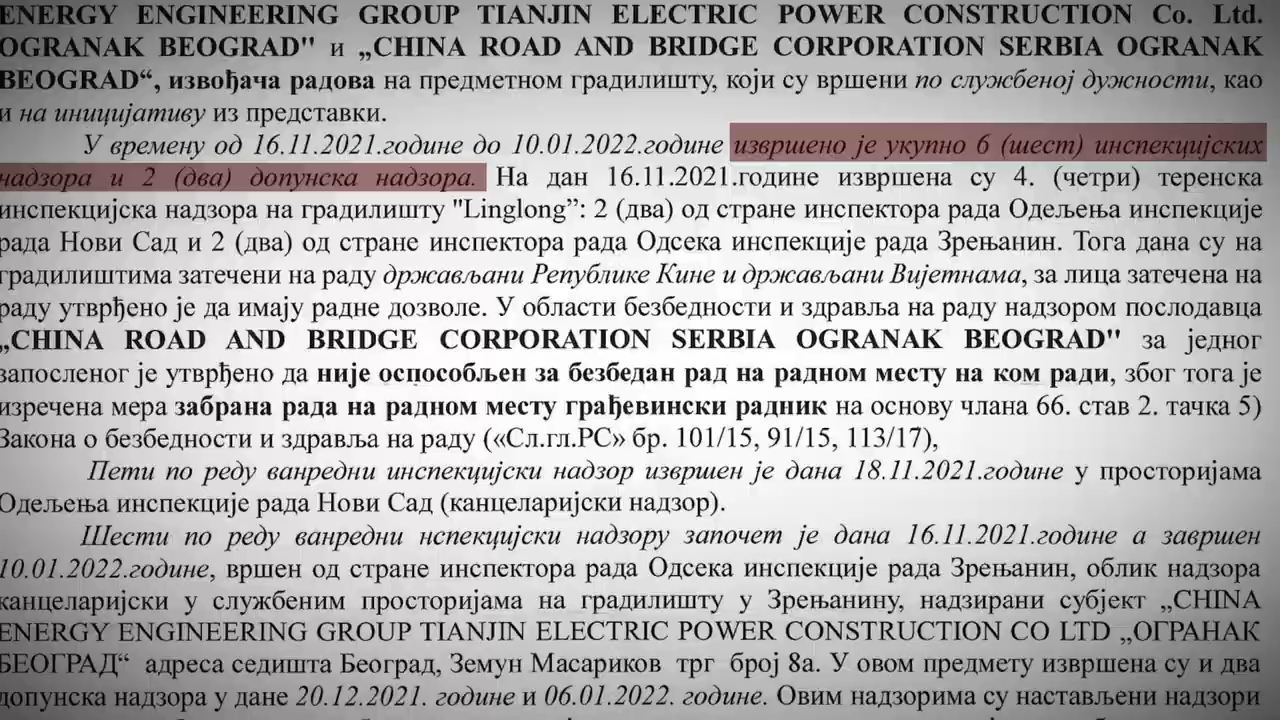 ENERGY ENGINEERING GROUP TIANJIN ELECTRIC POWER CONSTRUCTION Co. Ltd.
OGRANAK BEOGRAD" и „CHINA ROAD AND BRIDGE CORPORATION SERBIA OGRANAK
BEOGRAD“, извођача радова на предметном градилишту, који су вршени по службеној дужности, као
и на иницијативу из представки.
У времену од 16.11.2021.године до 10.01.2022.године извршено је укупно 6 (шест) инспекцијских
надзора и 2 (два) допунска надзора. На дан 16.11.2021.године извршена су 4. (четри) теренска
инспекцијска надзора на градилишту "Linglong”: 2 (два) од стране инспектора рада Одељења инспекције
рада Нови Сад и 2 (два) од стране инспектора рада Одсека инспекције рада Зрењанин. Тога дана су на
градилиштима затечени на раду држављани Републике Кине и држављани Вијетнама, за лица затечена на
раду утврђено је да имају радне дозволе. У области безбедности и здравља на раду надзором послодавца
„CHINA ROAD AND BRIDGE CORPORATION SERBIA OGRANAK BEOGRAD" за једног
запосленог је утврђено да није оспособљен за безбедан рад на радном месту на ком ради, због тога је
изречена мера забрана рада на радном месту грађевински радник на основу члана 66. став 2. тачка 5)
Закона о безбедности и здравља на раду («Сл.гл.РС» бр. 101/15, 91/15, 113/17),
Пети по реду ванредни инспекцијски надзор извршен је дана 18.11.2021.године у просторијама
Одељења инспекције рада Нови Сад (канцеларијски надзор).
Шести по реду ванредни нспекцијски надзору започет је дана 16.11.2021.године а завршен
10.01.2022.године, вршен од стране инспектора рада Одсека инспекције рада Зрењанин, облик надзора
канцеларијски у службеним просторијама на градилишту у Зрењанину, надзирани субјект „CHINA
ENERGY ENGINEERING GROUP TIANJIN ELECTRIC POWER CONSTRUCTION CO LTD „ОГРАНАК
БЕОГРАД“ адреса седишта Београд, Земун Масариков трг број 8а. У овом предмету извршена су и два
допунска надзора у дане 20.12.2021. године и 06.01.2022. године. Овим надзорима су настављени надзори